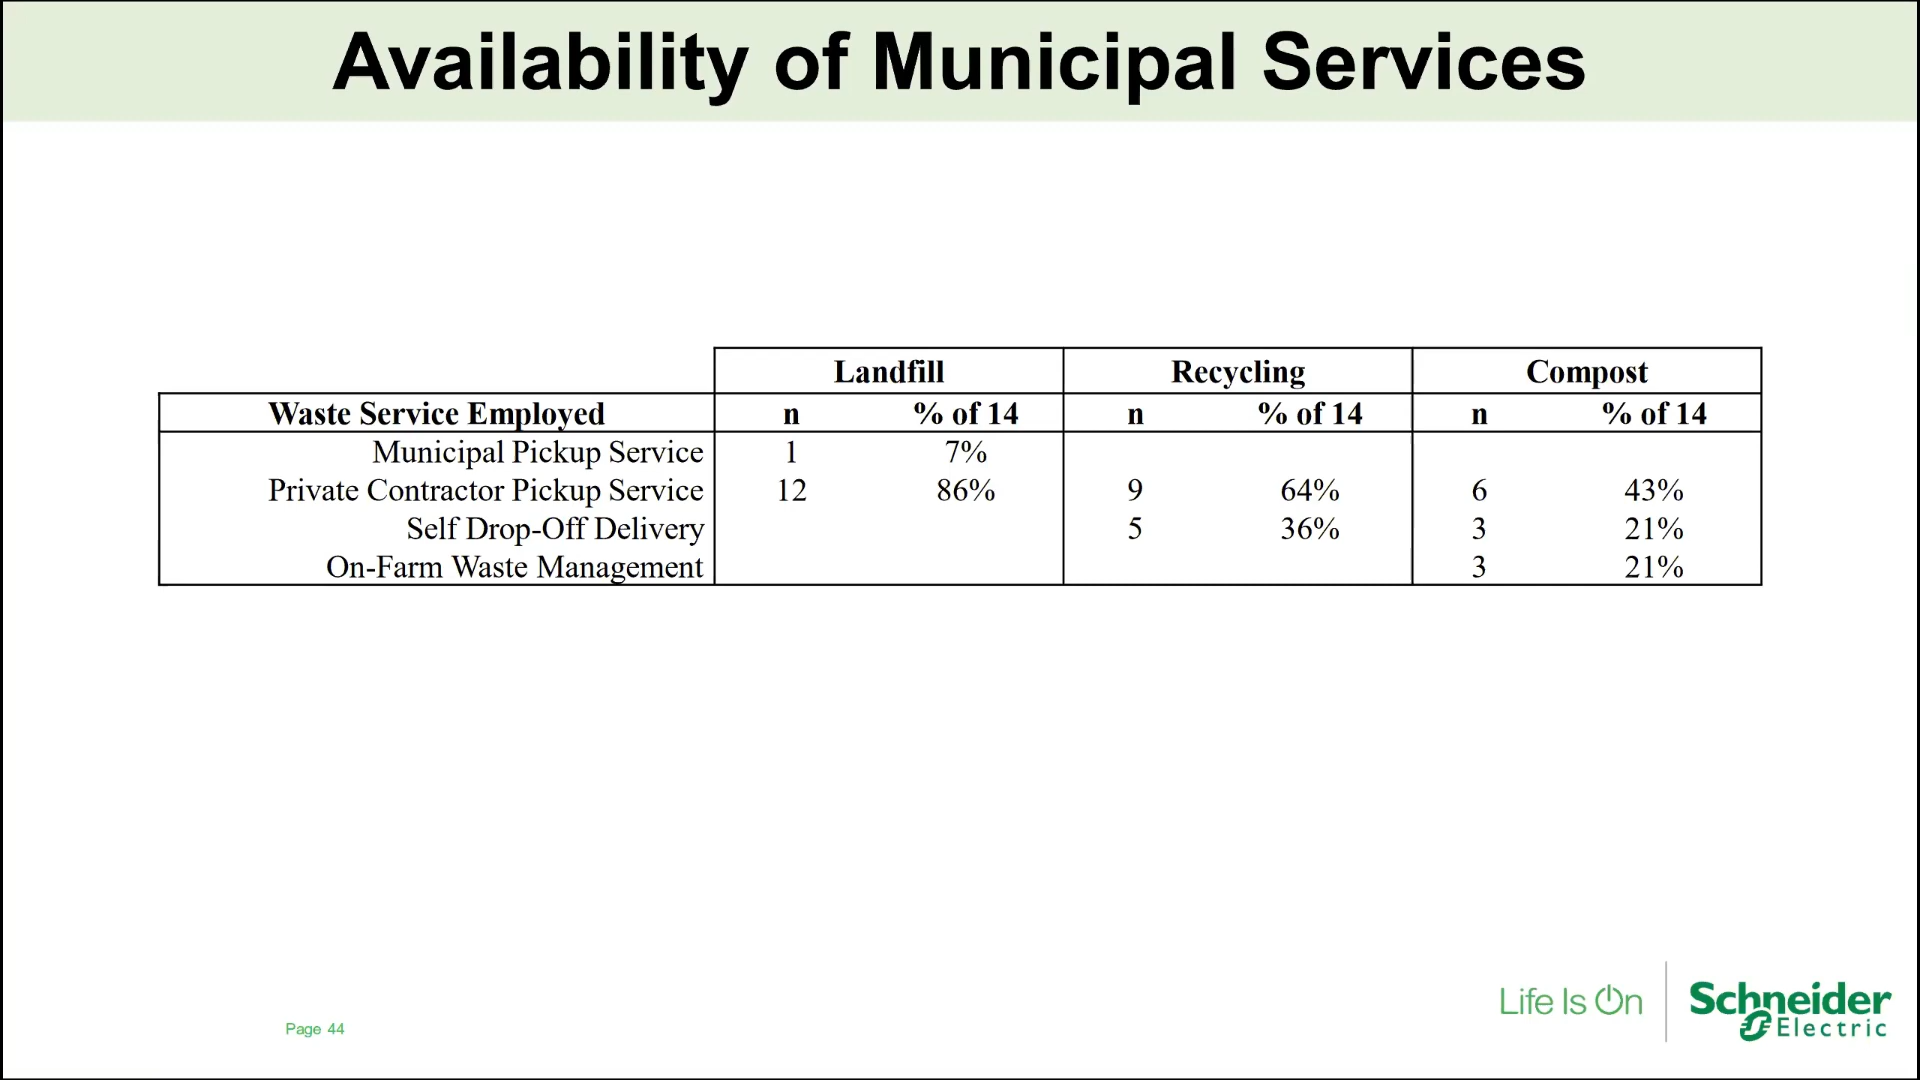 Availability of Municipal Services
Landfill Recycling Compost
Waste Service Employed n % of 14 n % of 14 n % of 14
Municipal Pickup Service 1 7%
Private Contractor Pickup Service 12 86% 9 64% 6 43%
Self Drop-Off Delivery 5 36% 3 21%
On-Farm Waste Management 3 21%
Life Is On
Schneider
Electric
Page 44